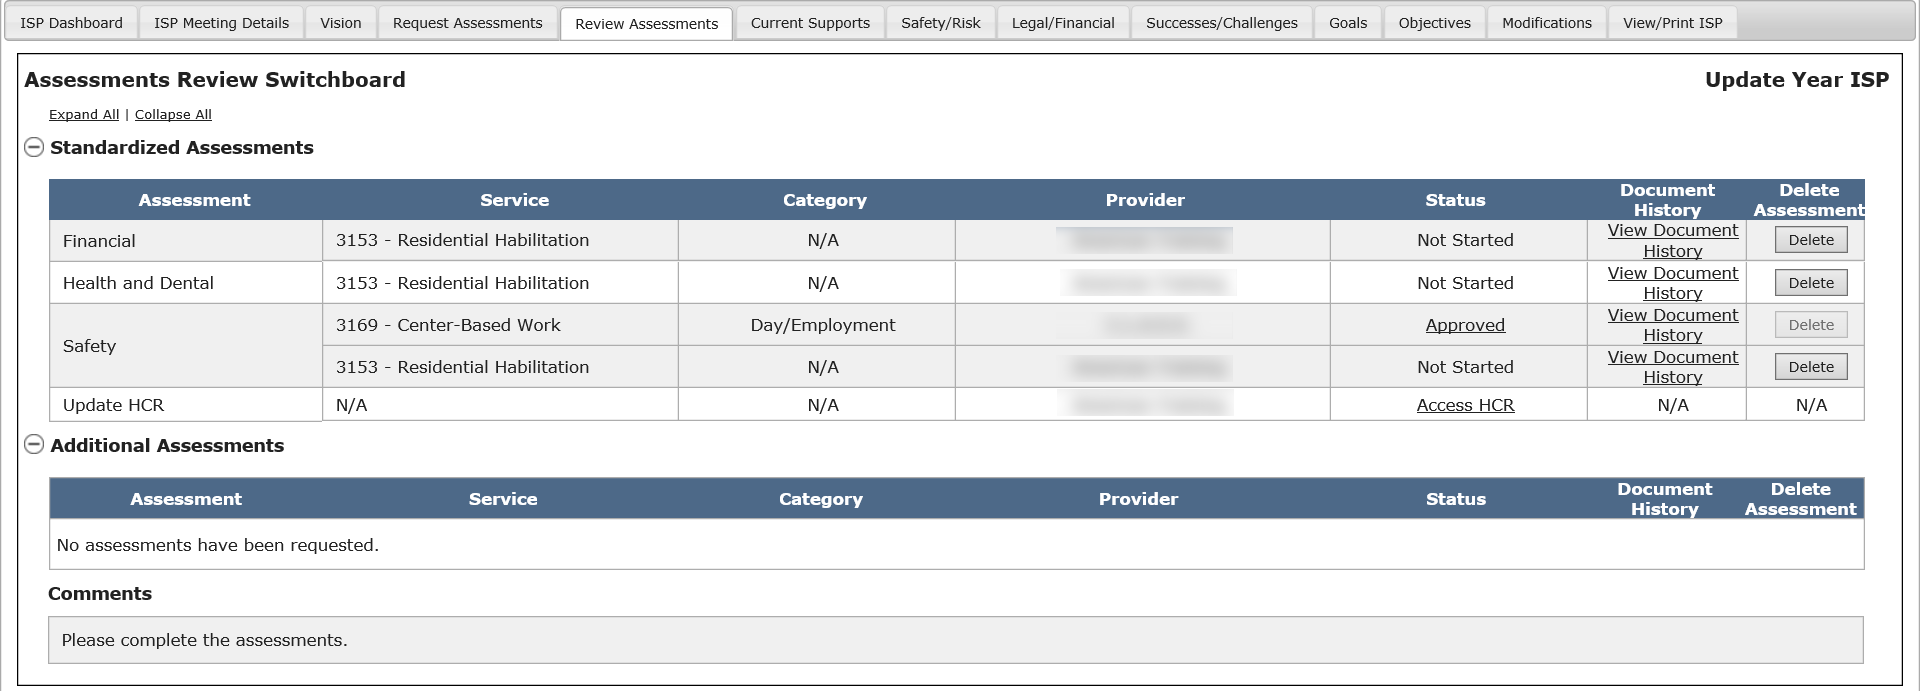 ISP Dashboard ISP Meeting Details Vision Request Assessments Review Assessments Current Supports Safety/Risk Legal/Financial Successes/Challenges Goals Objectives Modifications View/Print ISP
Assessments Review Switchboard Update Year ISP
Expand All | Collapse All
Standardized Assessments
Assessment Service Category Provider Status Document History Delete Assessment
Financial 3153 - Residential Habilitation N/A Not Started View Document History Delete
Health and Dental 3153 - Residential Habilitation N/A Not Started View Document History Delete
Safety 3169 - Center-Based Work Day/Employment Approved View Document History Delete
3153 - Residential Habilitation N/A Not Started View Document History Delete
Update HCR N/A N/A Access HCR N/A N/A
Additional Assessments
Assessment Service Category Provider Status Document History Delete Assessment
No assessments have been requested.
Comments
Please complete the assessments.